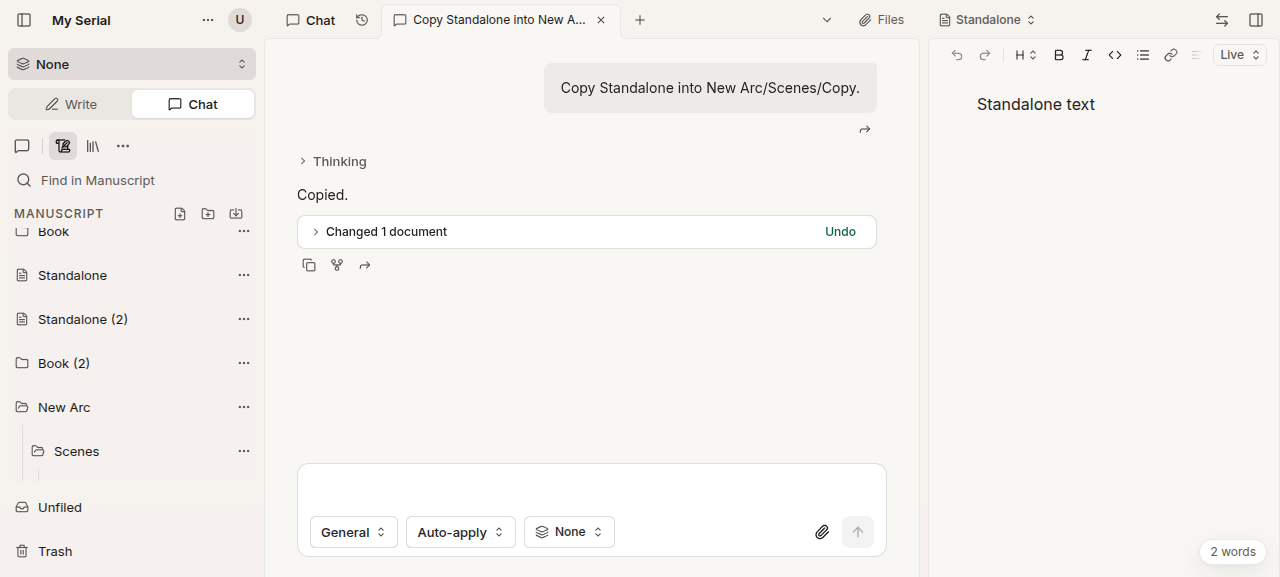 My Serial
U
None
Write
Chat
Find in Manuscript
MANUSCRIPT
Book
Standalone
Standalone (2)
Book (2)
New Arc
Scenes
Unfiled
Trash
Chat
Copy Standalone into New A...
Files
Copy Standalone into New Arc/Scenes/Copy.
Thinking
Copied.
Changed 1 document
Undo
General
Auto-apply
None
Standalone
H
B
I
Live
Standalone text
2 words